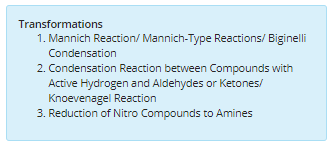 Transformations
1. Mannich Reaction/ Mannich-Type Reactions/ Biginelli
Condensation
2. Condensation Reaction between Compounds with
Active Hydrogen and Aldehydes or Ketones/
Knoevenagel Reaction
3. Reduction of Nitro Compounds to Amines